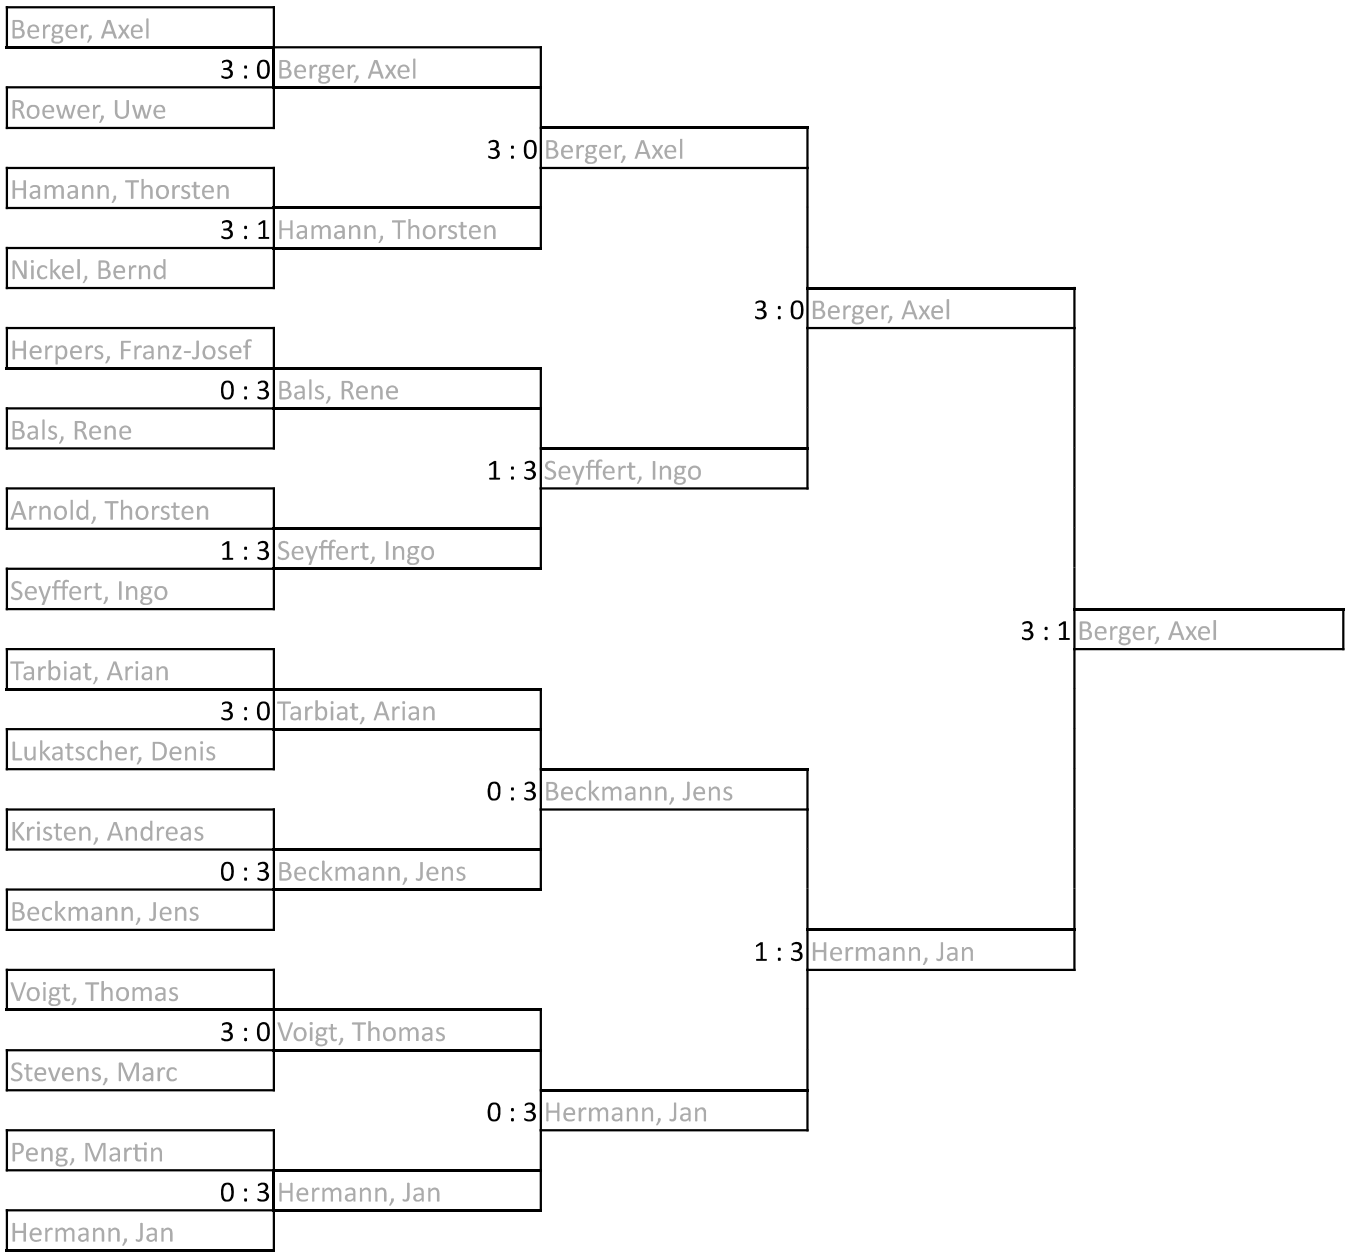 Berger, Axel
3 : 0 Berger, Axel
Roewer, Uwe
3 : 0 Berger, Axel
Hamann, Thorsten
3 : 1 Hamann, Thorsten
Nickel, Bernd
3 : 0 Berger, Axel
Herpers, Franz-Josef
0 : 3 Bals, Rene
Bals, Rene
1 : 3 Seyffert, Ingo
Arnold, Thorsten
1 : 3 Seyffert, Ingo
Seyffert, Ingo
3 : 1 Berger, Axel
Tarbiat, Arian
3 : 0 Tarbiat, Arian
Lukatscher, Denis
0 : 3 Beckmann, Jens
Kristen, Andreas
0 : 3 Beckmann, Jens
Beckmann, Jens
1 : 3 Hermann, Jan
Voigt, Thomas
3 : 0 Voigt, Thomas
Stevens, Marc
0 : 3 Hermann, Jan
Peng, Martin
0 : 3 Hermann, Jan
Hermann, Jan